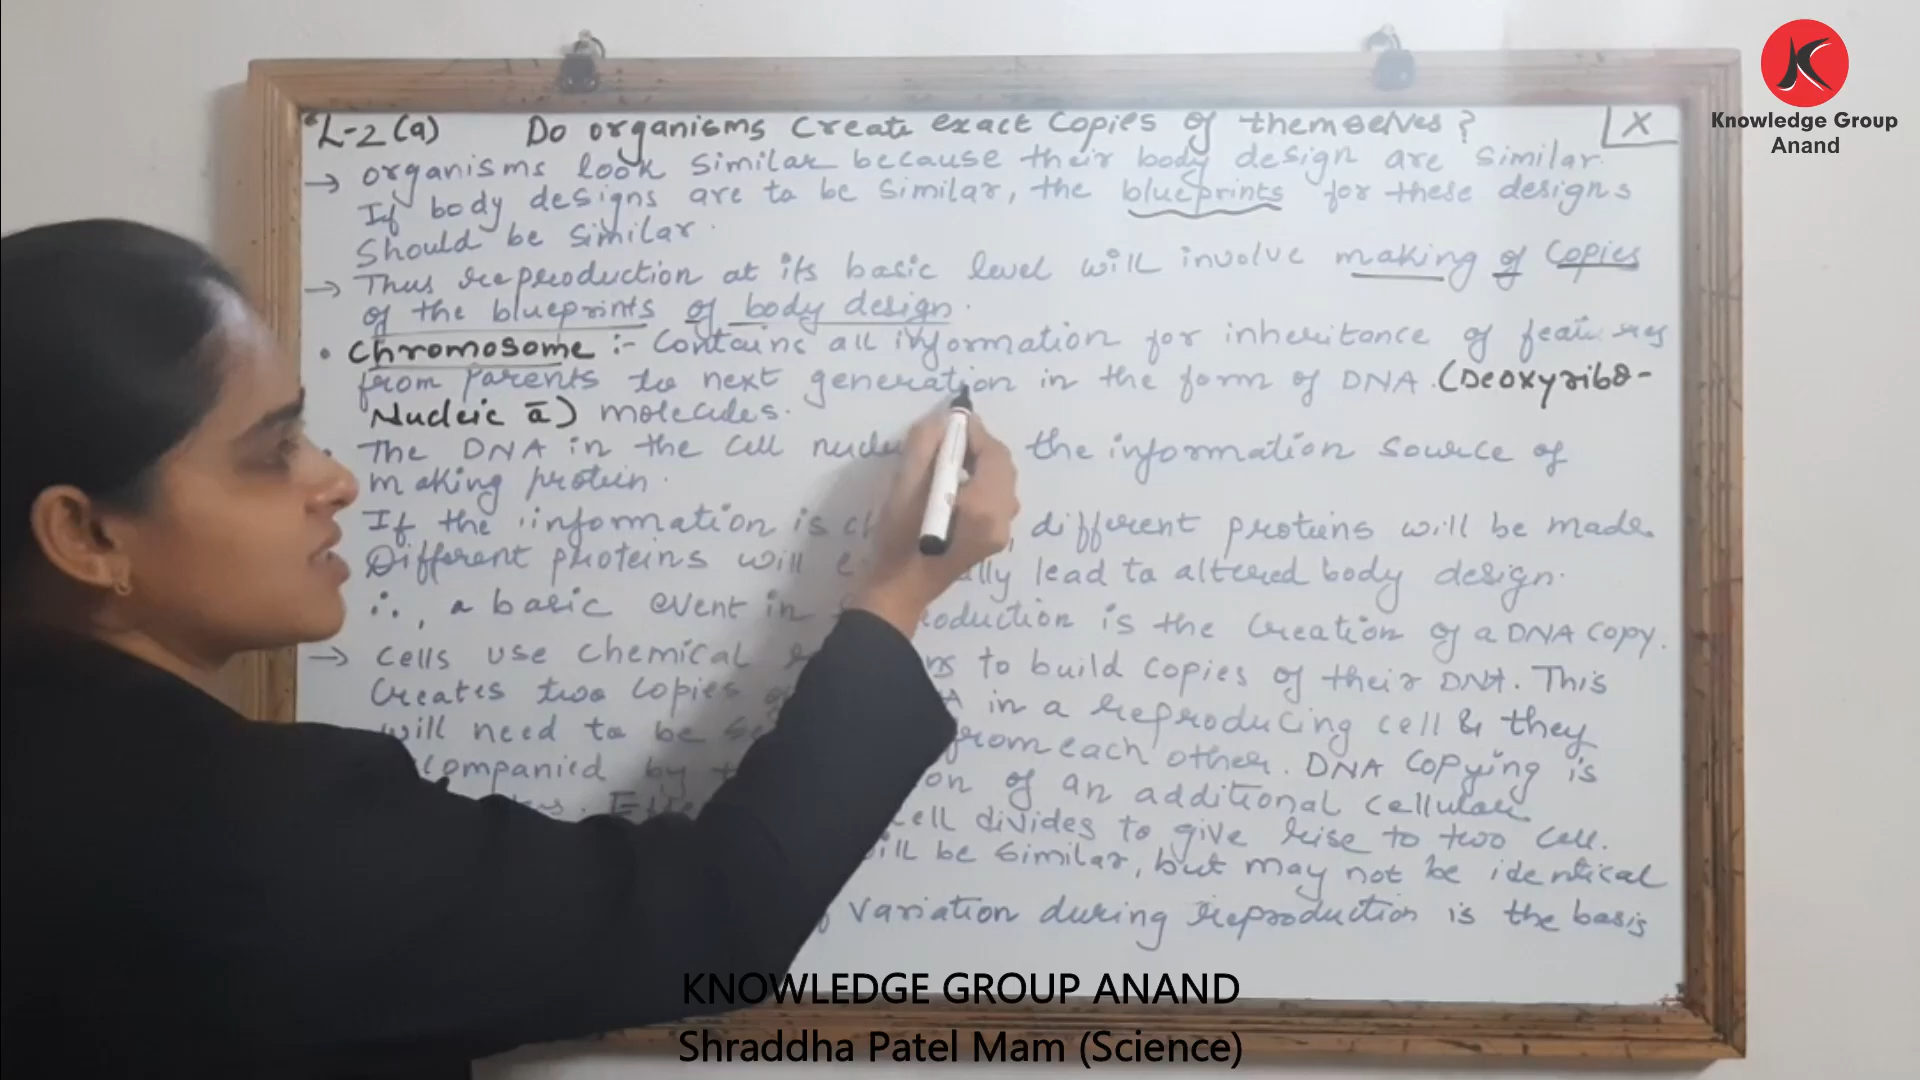 L-2(a) Do organisms create exact copies of themselves? X
→ organisms look similar because their body design are similar.
If body designs are to be similar, the blueprints for these designs
should be similar.
→ Thus reproduction at its basic level will involve making of copies
of the blueprints of body design.
• Chromosome :- Contains all information for inheritance of features
from parents to next generation in the form of DNA (Deoxyribo-
Nucleic a) molecules.
The DNA in the cell the information source of
making protein.
If the information is different proteins will be made.
Different proteins will lead to altered body design.
∴, a basic event in is the creation of a DNA copy.
→ Cells use chemical to build copies of their DNA. This
Creates two copies in a reproducing cell & they
will need to be from each other. DNA copying is
by of an additional cellular
cell divides to give rise to two cell.
be similar, but may not be identical
variation during reproduction is the basis
Knowledge Group
Anand
KNOWLEDGE GROUP ANAND
Shraddha Patel Mam (Science)